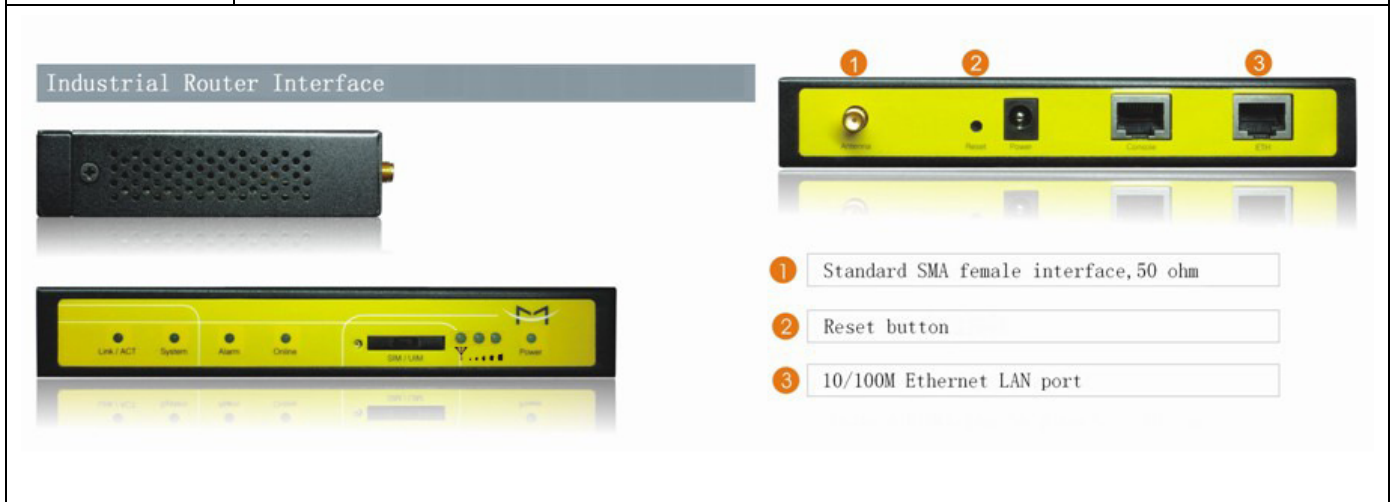 Industrial Router Interface
1 2 3
Antenna Reset Power Console ETH
1 Standard SMA female interface,50 ohm
2 Reset button
3 10/100M Ethernet LAN port
Link / ACT System Alarm Online SIM / UIM Power